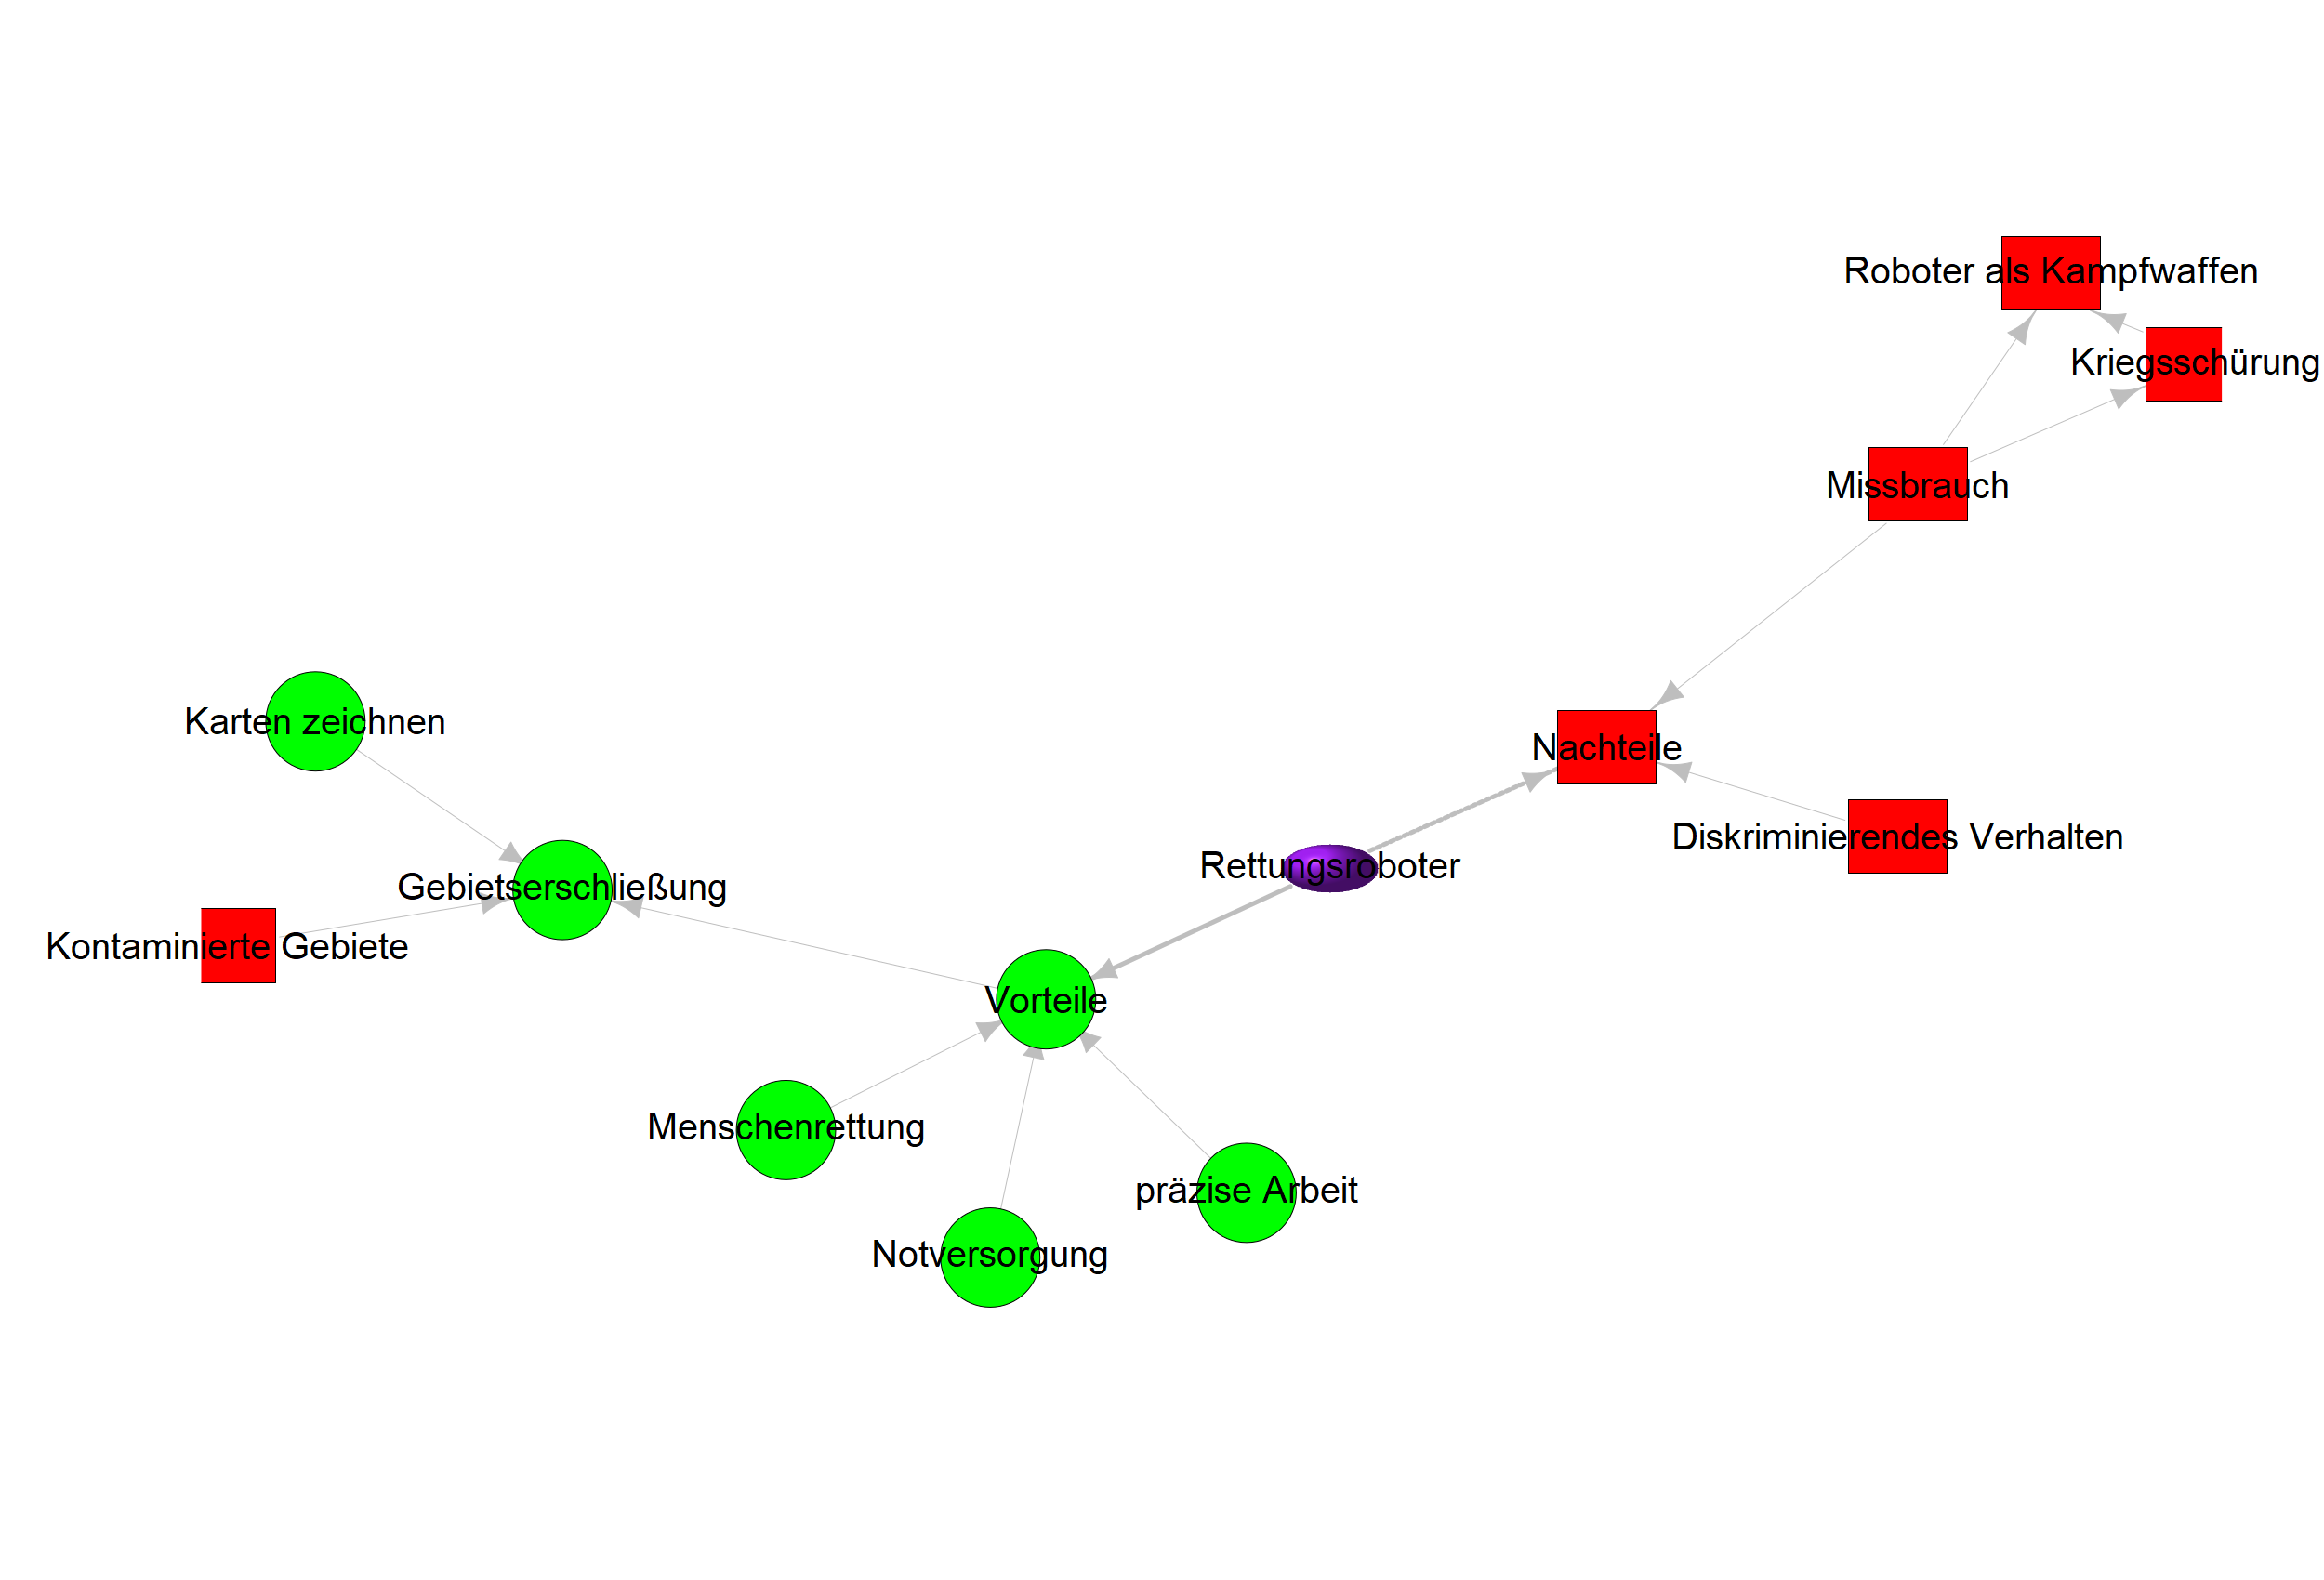 Roboter als Kampfwaffen
Kriegsschürung
Missbrauch
Karten zeichnen
Nachteile
Diskriminierendes Verhalten
Rettungsroboter
Gebietserschließung
Kontaminierte Gebiete
Vorteile
Menschenrettung
präzise Arbeit
Notversorgung